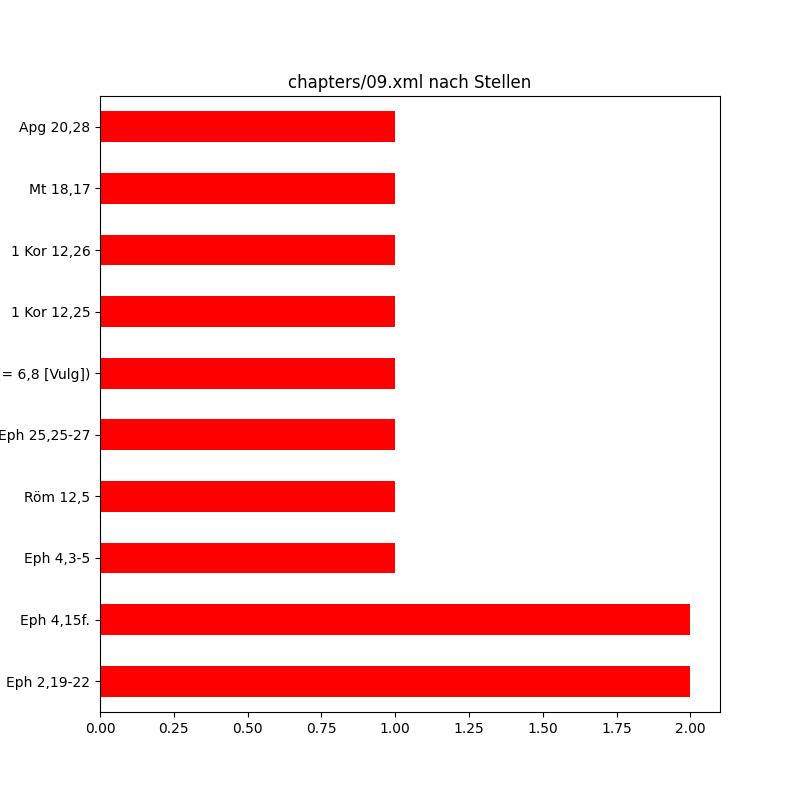 chapters/09.xml nach Stellen
Apg 20,28
Mt 18,17
1 Kor 12,26
1 Kor 12,25
= 6,8 [Vulg])
Eph 25,25-27
Röm 12,5
Eph 4,3-5
Eph 4,15f.
Eph 2,19-22
0.00 0.25 0.50 0.75 1.00 1.25 1.50 1.75 2.00